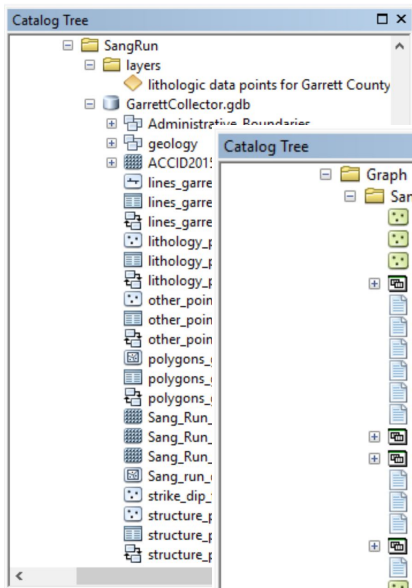 Catalog Tree
SangRun
layers
lithologic data points for Garrett County
GarrettCollector.gdb
Administrative_Boundaries
geology
ACCID2015
lines_garre
lines_garre
lines_garre
lithology_p
lithology_p
lithology_p
other_poin
other_poin
other_poin
polygons_
polygons_
polygons_
Sang_Run_
Sang_Run_
Sang_Run_
Sang_run_
strike_dip_
structure_p
structure_p
structure_p
Catalog Tree
Graph
San